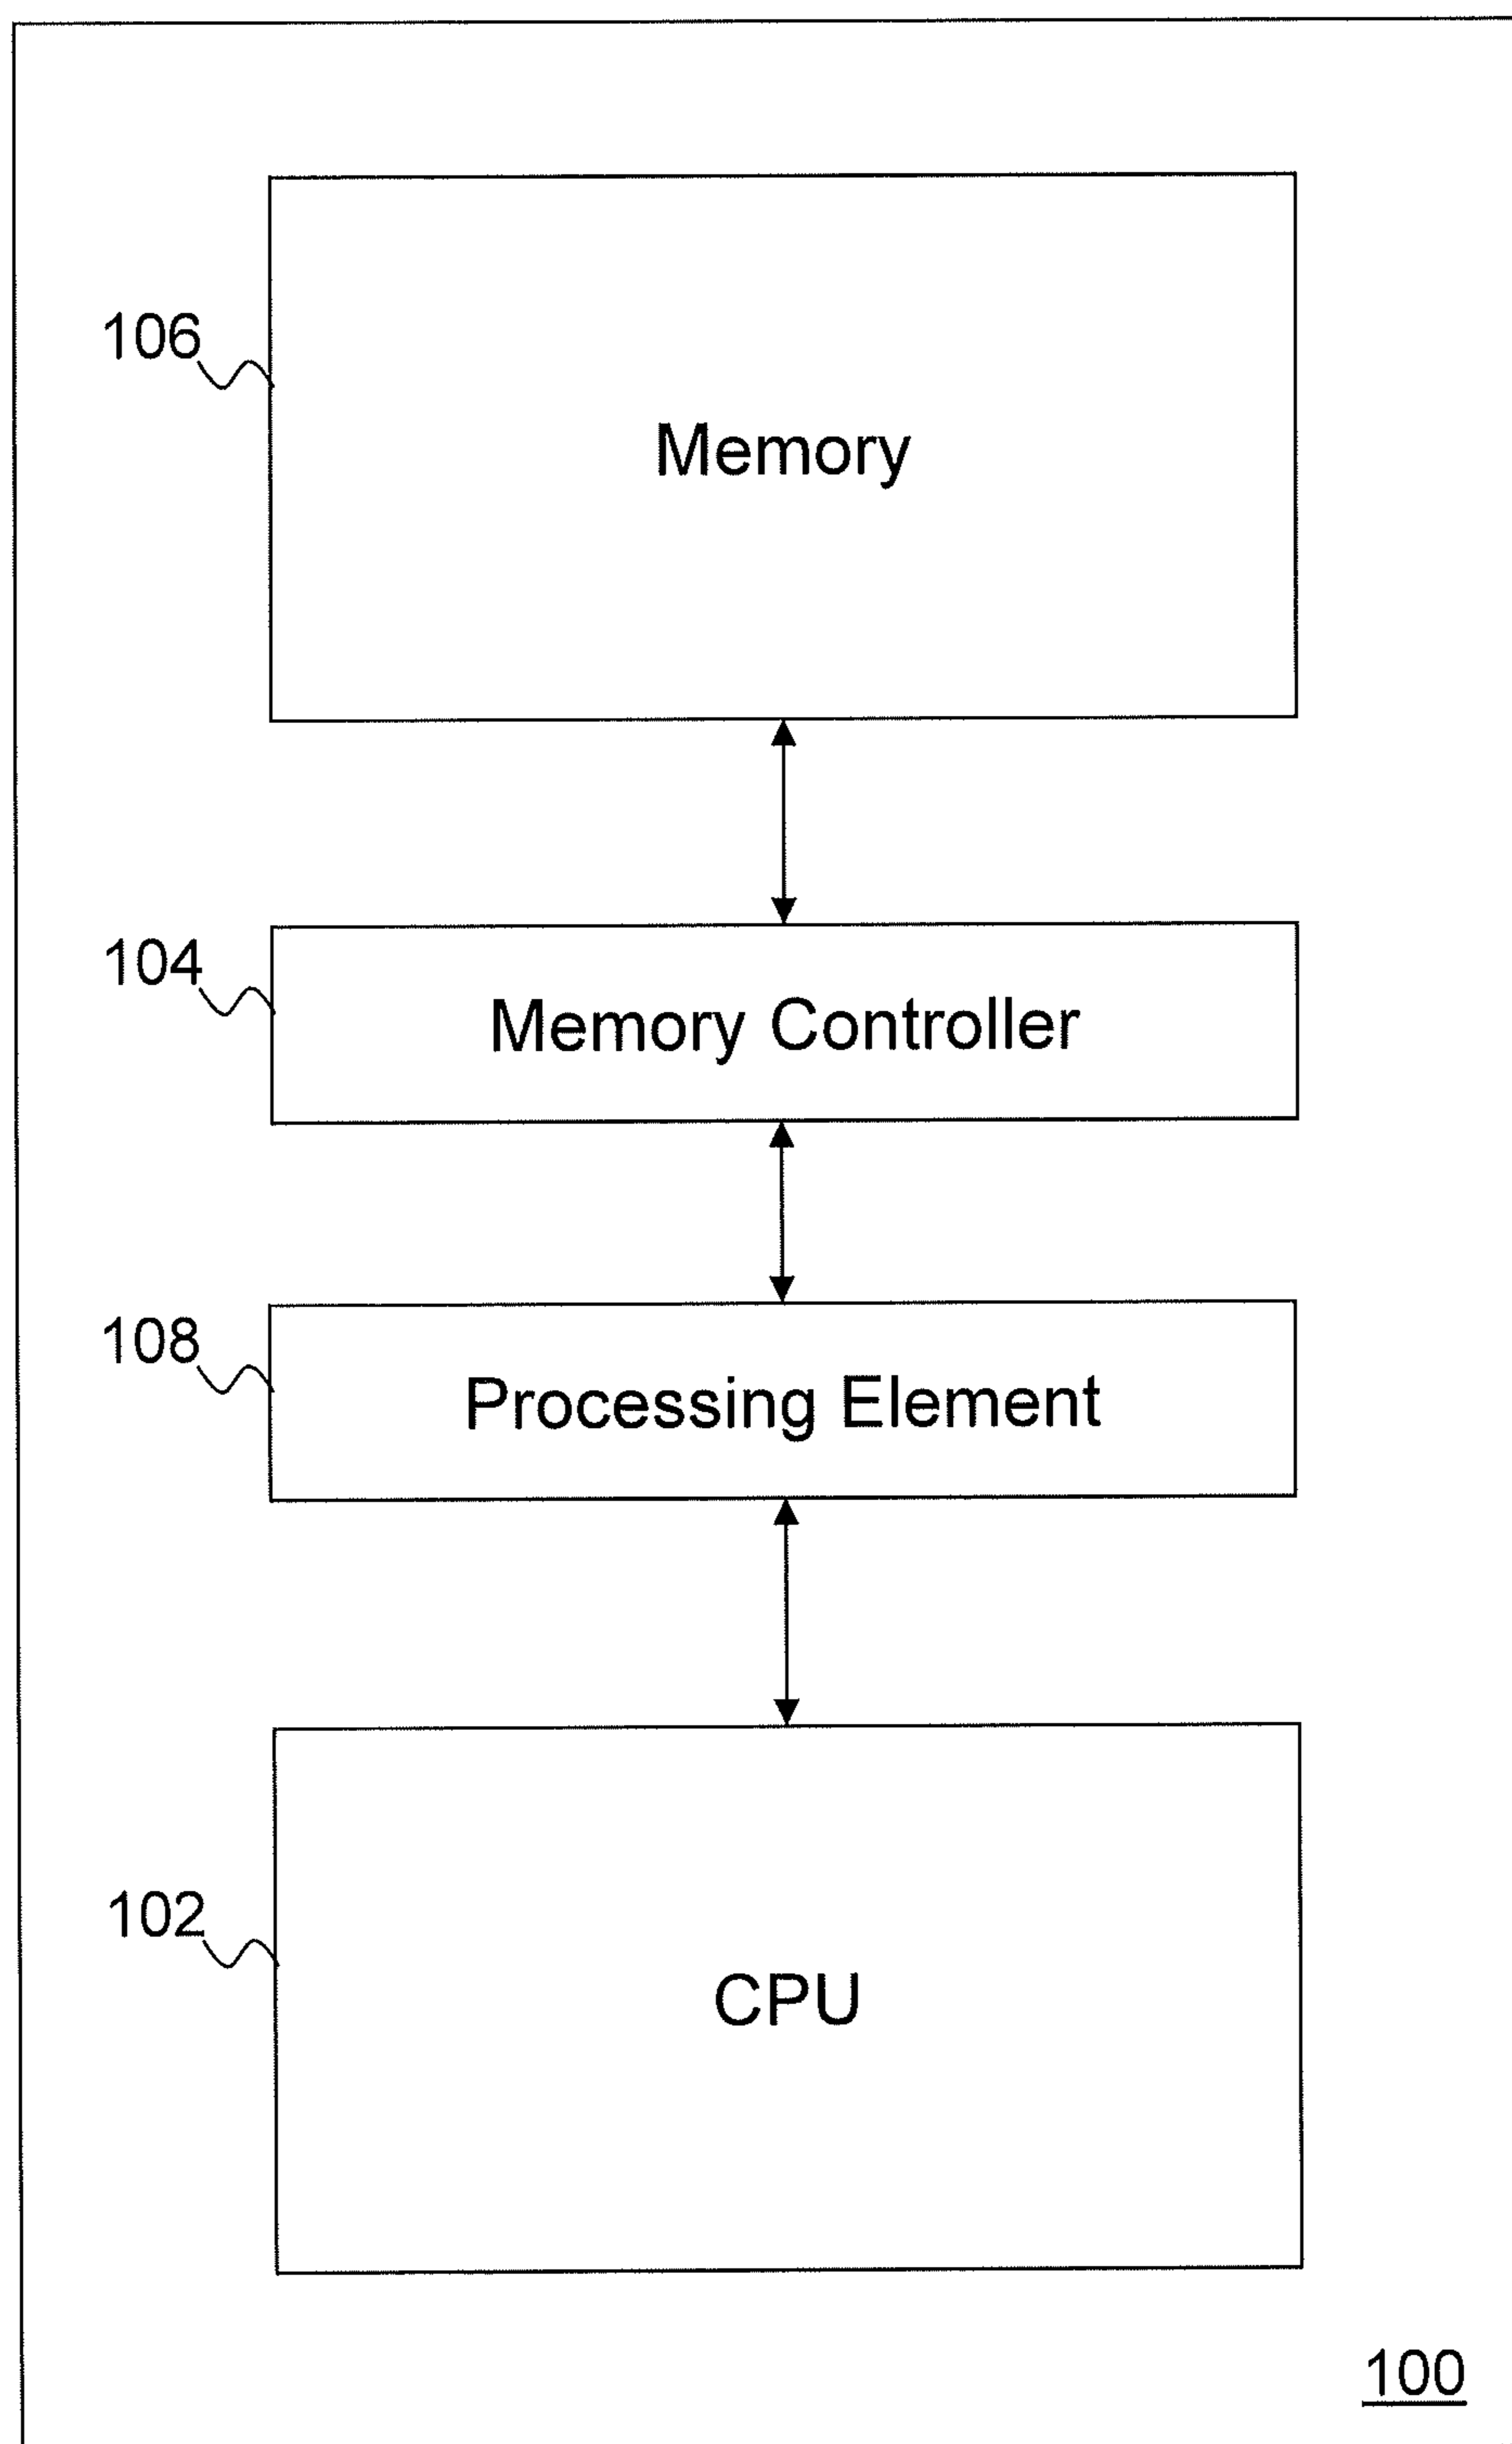 106
Memory
104
Memory Controller
108
Processing Element
102
CPU
100